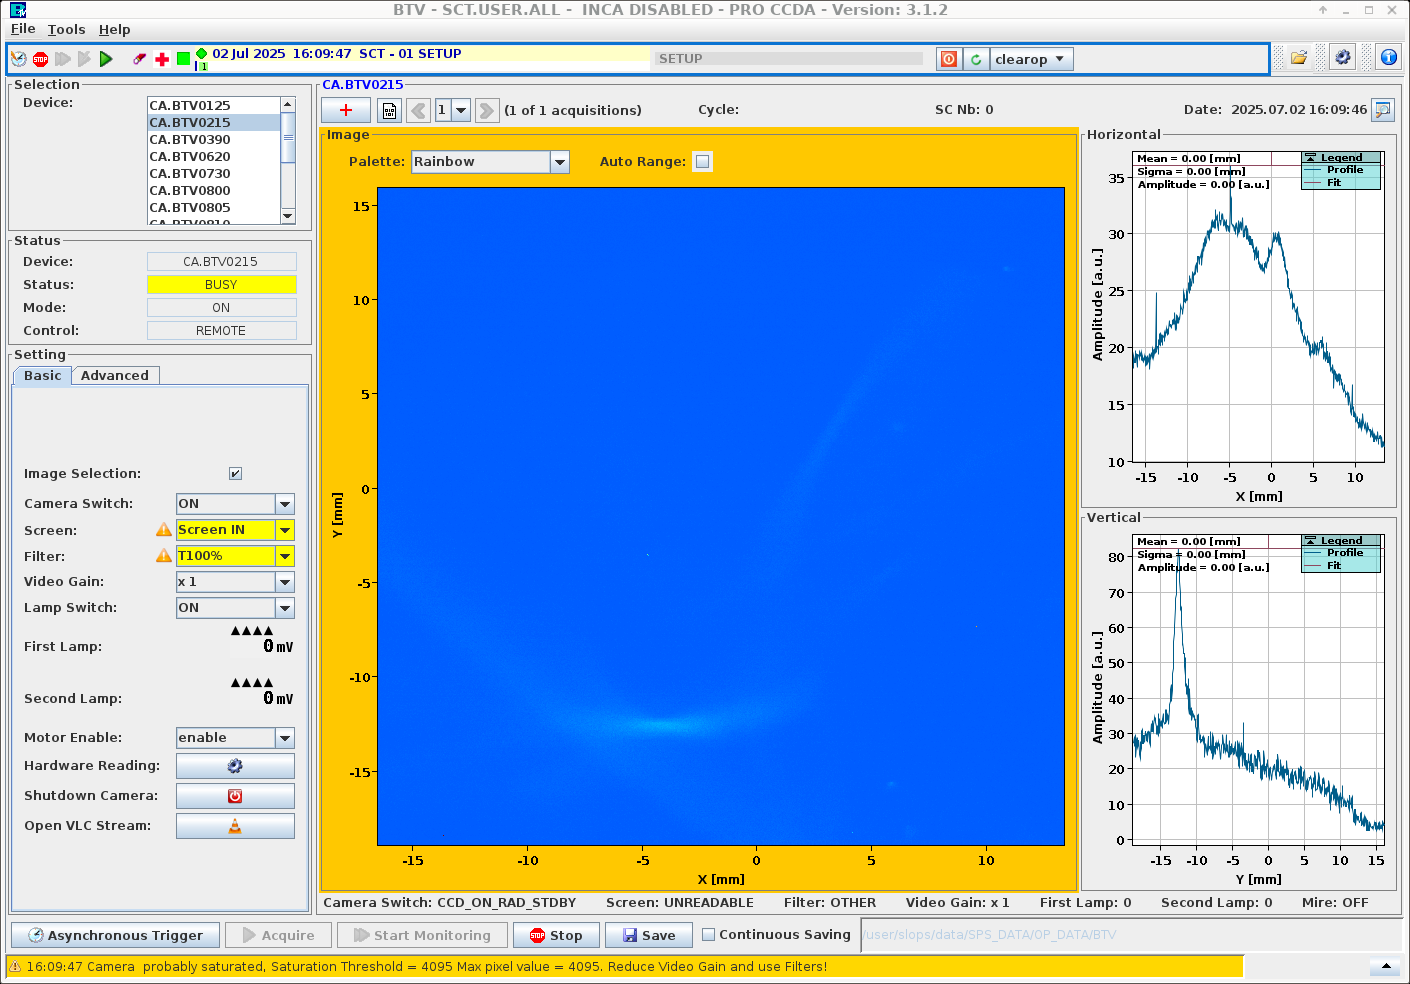 BTV - SCT.USER.ALL - INCA DISABLED - PRO CCDA - Version: 3.1.2
File Tools Help
02 Jul 2025 16:09:47 SCT - 01 SETUP
1
SETUP
clearop
Selection
Device:
CA.BTV0125
CA.BTV0215
CA.BTV0390
CA.BTV0620
CA.BTV0730
CA.BTV0800
CA.BTV0805
CA.BTV0810
Status
Device: CA.BTV0215
Status: BUSY
Mode: ON
Control: REMOTE
Setting
Basic Advanced
Image Selection:
Camera Switch: ON
Screen: Screen IN
Filter: T100%
Video Gain: x 1
Lamp Switch: ON
First Lamp: 0 mV
Second Lamp: 0 mV
Motor Enable: enable
Hardware Reading:
Shutdown Camera:
Open VLC Stream:
CA.BTV0215
1 (1 of 1 acquisitions) Cycle: SC Nb: 0 Date: 2025.07.02 16:09:46
Image
Palette: Rainbow Auto Range:
15
10
5
0
-5
-10
-15
Y [mm]
-15 -10 -5 0 5 10
X [mm]
Horizontal
Mean = 0.00 [mm]
Sigma = 0.00 [mm]
Amplitude = 0.00 [a.u.]
Legend
Profile
Fit
35
30
25
20
15
10
Amplitude [a.u.]
-15 -10 -5 0 5 10
X [mm]
Vertical
Mean = 0.00 [mm]
Sigma = 0.00 [mm]
Amplitude = 0.00 [a.u.]
Legend
Profile
Fit
80
70
60
50
40
30
20
10
0
Amplitude [a.u.]
-15 -10 -5 0 5 10 15
Y [mm]
Camera Switch: CCD_ON_RAD_STDBY Screen: UNREADABLE Filter: OTHER Video Gain: x 1 First Lamp: 0 Second Lamp: 0 Mire: OFF
Asynchronous Trigger Acquire Start Monitoring Stop Save Continuous Saving /user/slops/data/SPS_DATA/OP_DATA/BTV
16:09:47 Camera probably saturated, Saturation Threshold = 4095 Max pixel value = 4095. Reduce Video Gain and use Filters!